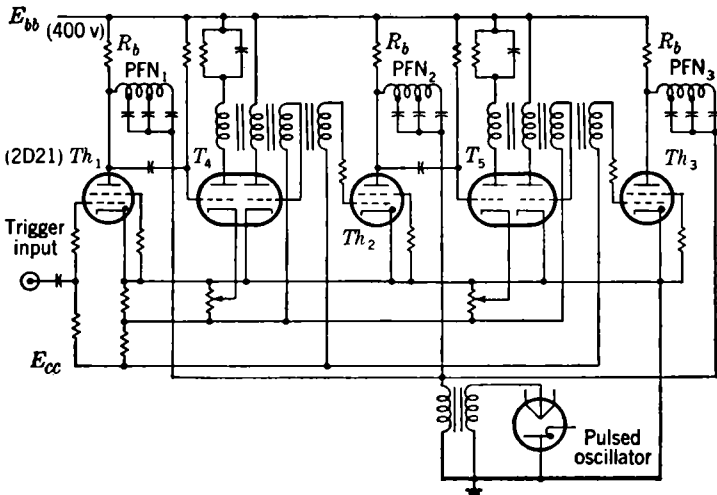 E_bb (400 v)
R_b
PFN_1
R_b
PFN_2
R_b
PFN_3
(2D21) Th_1
T_4
T_5
Th_3
Th_2
Trigger
input
E_cc
Pulsed
oscillator